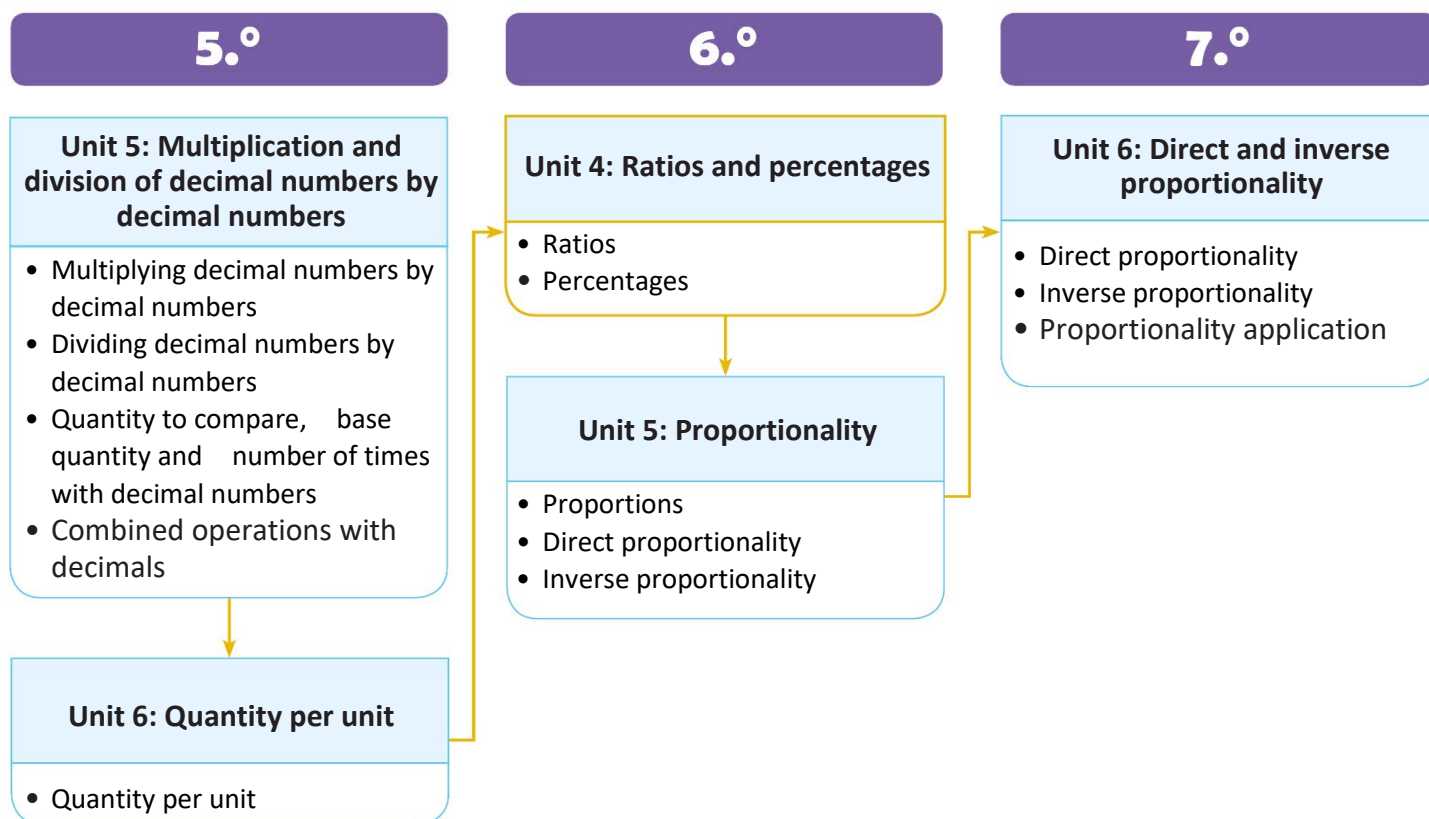 5.º
Unit 5: Multiplication and
division of decimal numbers by
decimal numbers
• Multiplying decimal numbers by
decimal numbers
• Dividing decimal numbers by
decimal numbers
• Quantity to compare, base
quantity and number of times
with decimal numbers
• Combined operations with
decimals
Unit 6: Quantity per unit
• Quantity per unit
6.º
Unit 4: Ratios and percentages
• Ratios
• Percentages
Unit 5: Proportionality
• Proportions
• Direct proportionality
• Inverse proportionality
7.º
Unit 6: Direct and inverse
proportionality
• Direct proportionality
• Inverse proportionality
• Proportionality application